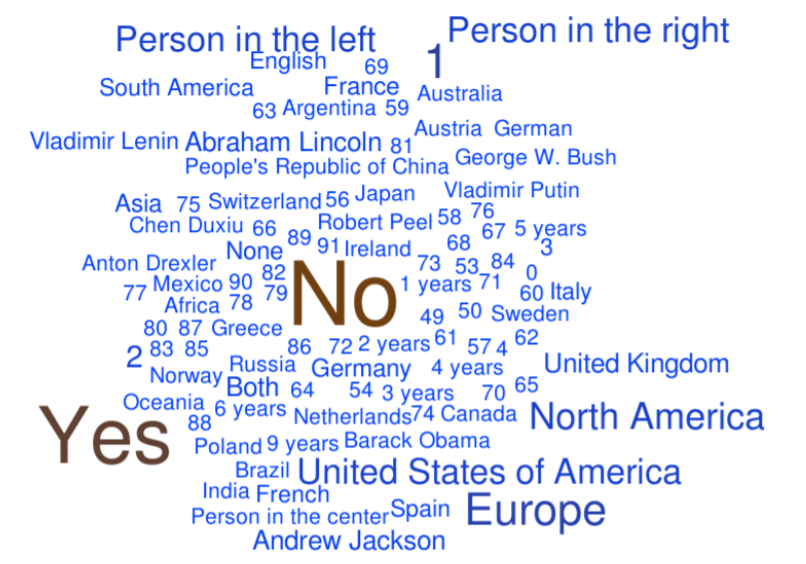 Person in the left Person in the right
English 69 1
South America France Australia
63 Argentina 59
Vladimir Lenin Abraham Lincoln 81 Austria German
People's Republic of China George W. Bush
Asia 75 Switzerland 56 Japan Vladimir Putin
Chen Duxiu 66 Robert Peel 58 76
89 91 Ireland 68 67 5 years
None 3
Anton Drexler 82 No 73 53 84 0
77 Mexico 90 79 1 years 71 60 Italy
Africa 78 49 50 Sweden
80 87 Greece
2 83 85 86 72 2 years 61 57 4 62
Russia Germany 4 years United Kingdom
Norway Both 64 54 3 years 70 65
Oceania 6 years Netherlands 74 Canada North America
88
Yes Poland 9 years Barack Obama
Brazil United States of America
India French
Person in the center Spain Europe
Andrew Jackson